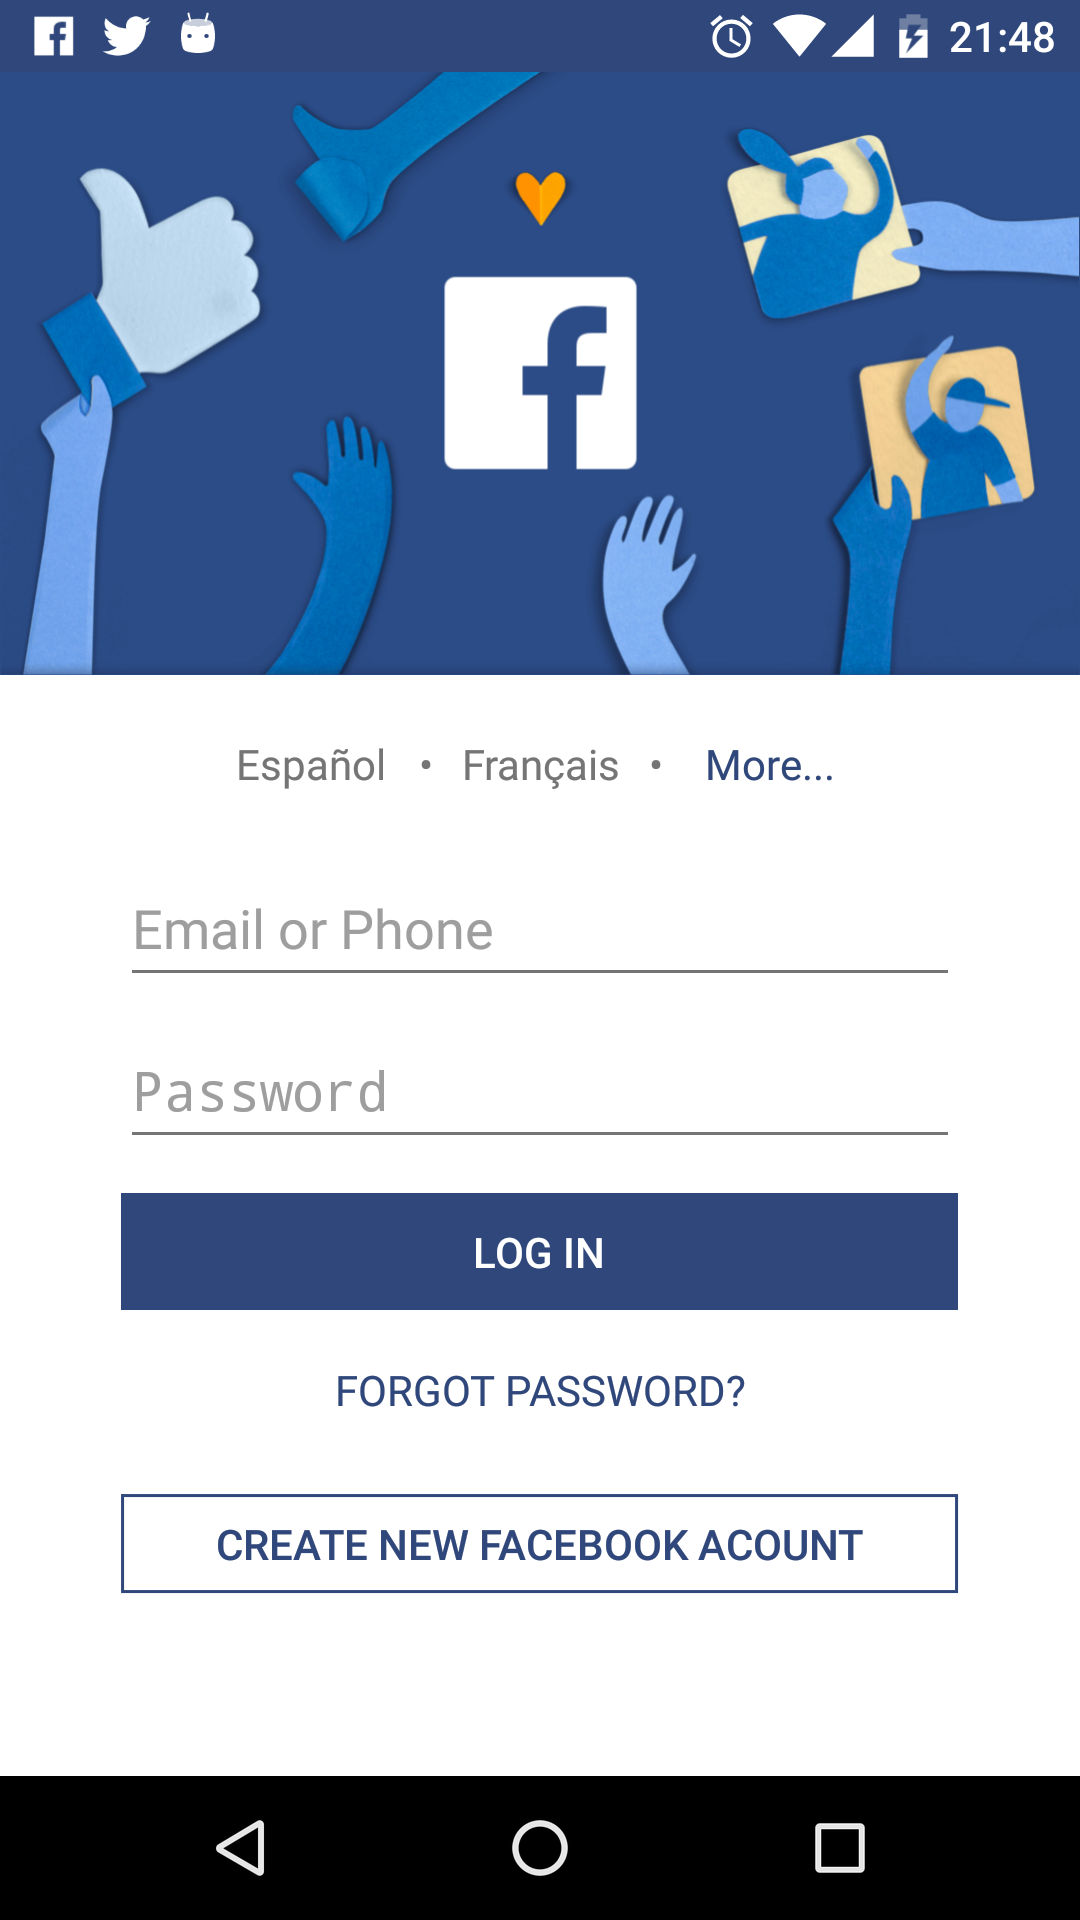 21:48
Español • Français • More...
Email or Phone
Password
LOG IN
FORGOT PASSWORD?
CREATE NEW FACEBOOK ACOUNT